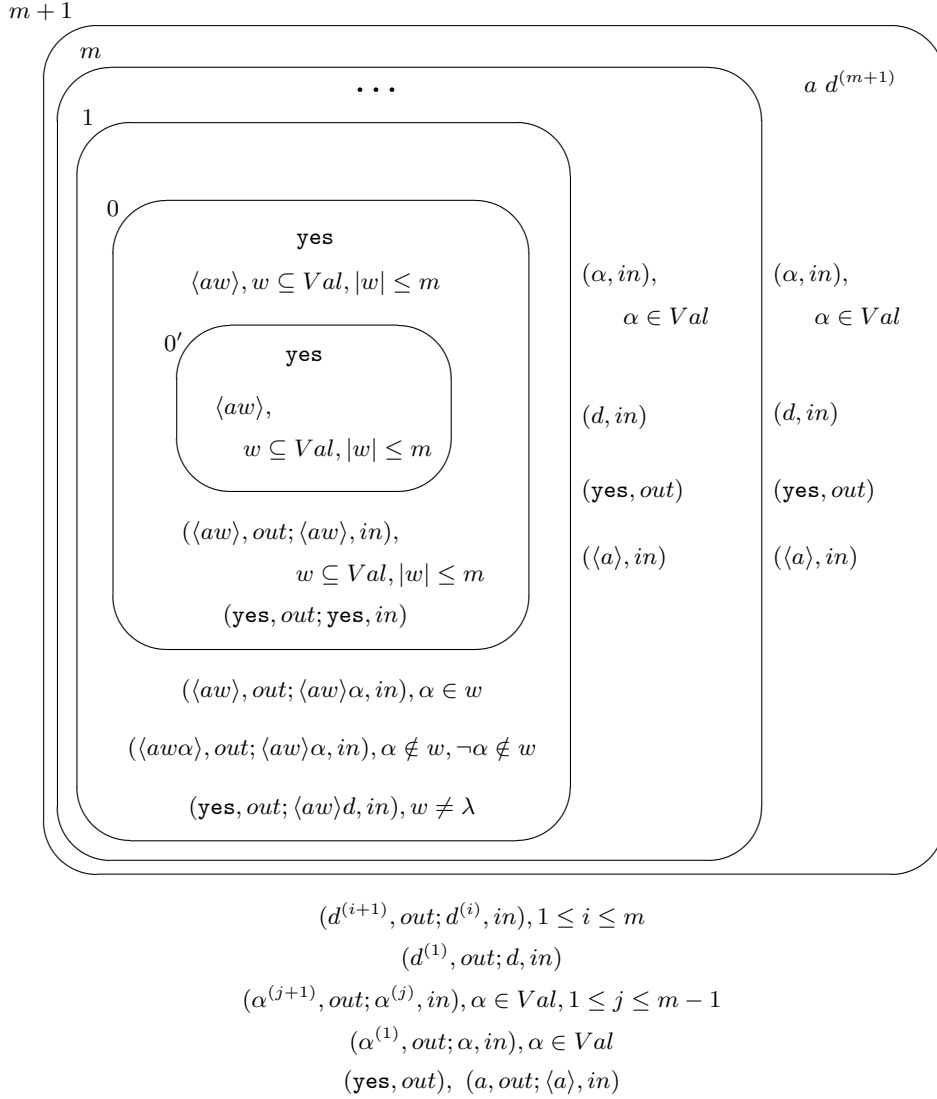 m + 1
m
a d^(m+1)
• • •
1
0
yes
⟨aw⟩, w ⊆ Val, |w| ≤ m
(α, in),
(α, in),
α ∈ Val
α ∈ Val
0′
yes
⟨aw⟩,
w ⊆ Val, |w| ≤ m
(d, in)
(d, in)
(yes, out)
(yes, out)
(⟨aw⟩, out; ⟨aw⟩, in),
w ⊆ Val, |w| ≤ m
(⟨a⟩, in)
(⟨a⟩, in)
(yes, out; yes, in)
(⟨aw⟩, out; ⟨aw⟩α, in), α ∈ w
(⟨awα⟩, out; ⟨aw⟩α, in), α ∉ w, ¬α ∉ w
(yes, out; ⟨aw⟩d, in), w ≠ λ
(d^(i+1), out; d^(i), in), 1 ≤ i ≤ m
(d^(1), out; d, in)
(α^(j+1), out; α^(j), in), α ∈ Val, 1 ≤ j ≤ m − 1
(α^(1), out; α, in), α ∈ Val
(yes, out), (a, out; ⟨a⟩, in)